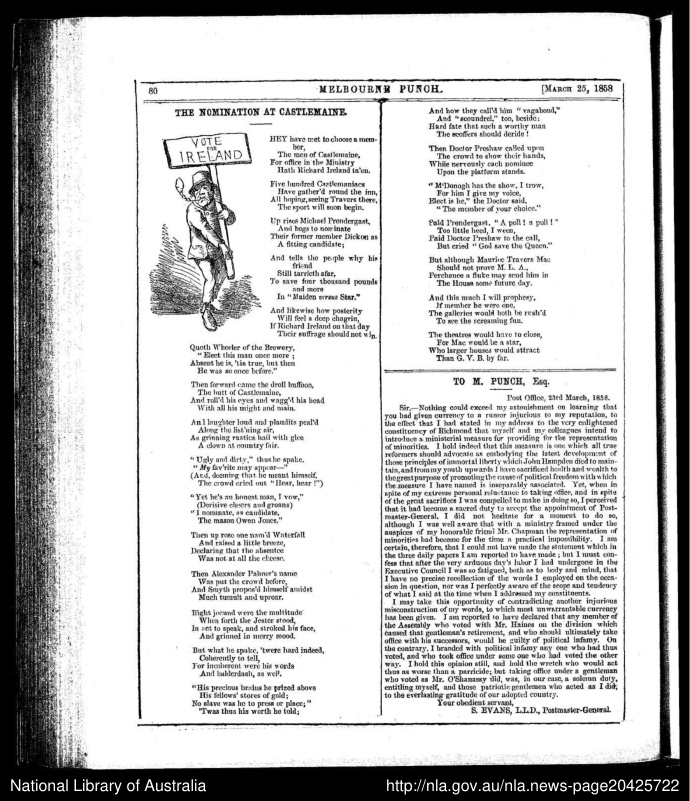 80
MELBOURNE PUNCH.
[MARCH 25, 1858
THE NOMINATION AT CASTLEMAINE.
VOTE
FOR
IRELAND
HEY have met to choose a mem-
ber,
The men of Castlemaine,
For office in the Ministry
Hath Richard Ireland ta'en.
Five hundred Castlemaniacs
Have gather'd round the inn,
All hoping, seeing Travers there,
The sport will soon begin.
Up rises Michael Prendergast,
And begs to nominate
Their former member Dickon as
A fitting candidate;
And tells the people why his
friend
Still tarrieth afar,
To save four thousand pounds
and more
In "Maiden versus Star."
And likewise how posterity
Will feel a deep chagrin,
If Richard Ireland on that day
Their suffrage should not win.
Quoth Wheeler of the Brewery,
"Elect this man once more;
Absent he is, 'tis true, but then
He was so once before."
Then forward came the droll buffoon,
The butt of Castlemaine,
And roll'd his eyes and wagg'd his head
With all his might and main.
And laughter loud and plaudits peal'd
Along the list'ning air,
As grinning rustics hail with glee
A clown at country fair.
"Ugly and dirty," thus he spake,
"My fav'rite may appear—"
(And, deeming that he meant himself,
The crowd cried out "Hear, hear!")
"Yet he's an honest man, I vow,"
(Derisive cheers and groans)
"I nominate, as candidate,
The mason Owen Jones."
Then up rose one nam'd Waterfall
And raised a little breeze,
Declaring that the absentee
Was not at all the cheese.
Then Alexander Palmer's name
Was put the crowd before,
And Smyth propos'd himself amidst
Much tumult and uproar.
Right jocund were the multitude
When forth the Jester stood,
In act to speak, and stroked his face,
And grinned in merry mood.
But what he spoke, 'twere hard indeed,
Coherently to tell,
For incoherent were his words
And balderdash, as well.
"His precious brains he prized above
His fellows' stores of gold;
No slave was he to press or place;"
'Twas thus his worth he told;
And how they call'd him "vagabond,"
And "scoundrel," too, beside:
Hard fate that such a worthy man
The scoffers should deride!
Then Doctor Preshaw called upon
The crowd to show their hands,
While nervously each nominee
Upon the platform stands.
"M'Donogh has the show, I trow,
For him I give my voice,
Elect is he," the Doctor said,
"The member of your choice."
Said Prendergast, "A poll! a poll!"
Too little heed, I ween,
Paid Doctor Preshaw to the call,
But cried "God save the Queen."
But although Maurice Travers Mac
Should not prove M. L. A.,
Perchance a fluke may send him in
The House some future day.
And this much I will prophesy,
If member he were one,
The galleries would both be rush'd
To see the screaming fun.
The theatres would have to close,
For Mac would be a star,
Who larger houses would attract
Than G. V. B. by far.
TO M. PUNCH, Esq.
Post Office, 23rd March, 1858.
Sir.—Nothing could exceed my astonishment on learning that
you had given currency to a rumor injurious to my reputation, to
the effect that I had stated in my address to the very enlightened
constituency of Richmond that myself and my colleagues intend to
introduce a ministerial measure for providing for the representation
of minorities. I hold indeed that this measure is one which all true
reformers should advocate as embodying the latest development of
those principles of immortal liberty which John Hampden died to main-
tain, and from my youth upwards I have sacrificed health and wealth to
the great purpose of promoting the cause of political freedom with which
the measure I have named is inseparably associated. Yet, when in
spite of my extreme personal reluctance to taking office, and in spite
of the great sacrifices I was compelled to make in doing so, I perceived
that it had become a sacred duty to accept the appointment of Post-
master-General, I did not hesitate for a moment to do so,
although I was well aware that with a ministry framed under the
auspices of my honorable friend Mr. Chapman the representation of
minorities had become for the time a practical impossibility. I am
certain, therefore, that I could not have made the statement which in
the three daily papers I am reported to have made; but I must con-
fess that after the very arduous day's labor I had undergone in the
Executive Council I was so fatigued, both as to body and mind, that
I have no precise recollection of the words I employed on the occa-
sion in question, nor was I perfectly aware of the scope and tendency
of what I said at the time when I addressed my constituents.
I may take this opportunity of contradicting another injurious
misconstruction of my words, to which most unwarrantable currency
has been given. I am reported to have declared that any member of
the Assembly who voted with Mr. Haines on the division which
caused that gentleman's retirement, and who should ultimately take
office with his successors, would be guilty of political infamy. On
the contrary, I branded with political infamy any one who had thus
voted, and who took office under some one who had voted the other
way. I hold this opinion still, and hold the wretch who would act
thus as worse than a parricide; but taking office under a gentleman
who voted as Mr. O'Shanassy did, was, in our case, a solemn duty,
entitling myself, and those patriotic gentlemen who acted as I did;
to the everlasting gratitude of our adopted country.
Your obedient servant,
S. EVANS, L.L.D., Postmaster-General.
National Library of Australia
http://nla.gov.au/nla.news-page20425722